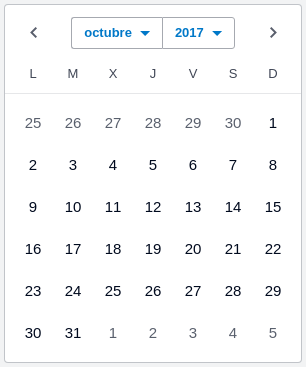 octubre 2017
L M X J V S D
25 26 27 28 29 30 1
2 3 4 5 6 7 8
9 10 11 12 13 14 15
16 17 18 19 20 21 22
23 24 25 26 27 28 29
30 31 1 2 3 4 5